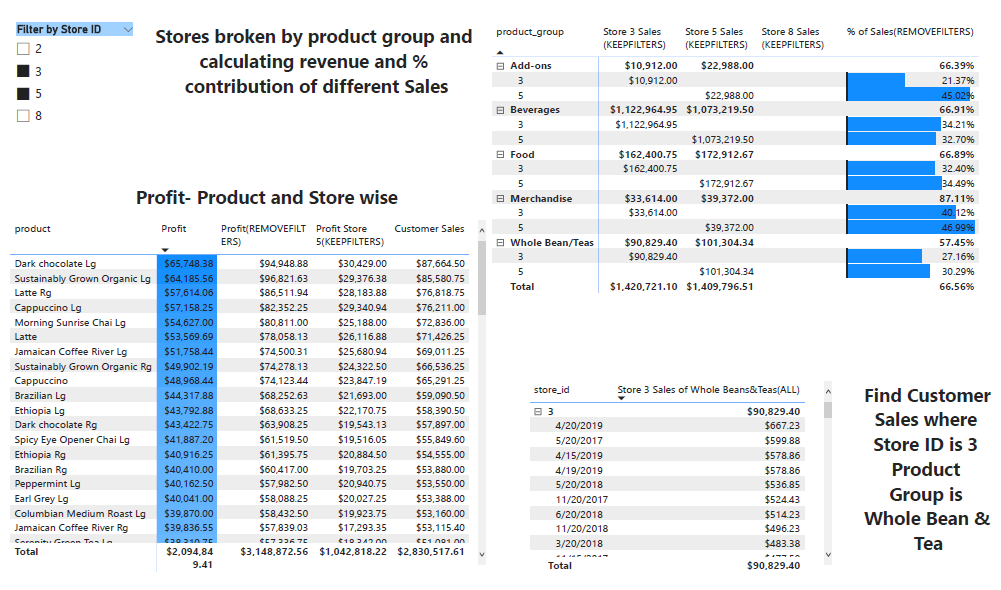 Filter by Store ID
2
3
5
8
Stores broken by product group and
calculating revenue and %
contribution of different Sales
product_group Store 3 Sales (KEEPFILTERS) Store 5 Sales (KEEPFILTERS) Store 8 Sales (KEEPFILTERS) % of Sales(REMOVEFILTERS)
Add-ons $10,912.00 $22,988.00 66.39%
3 $10,912.00 21.37%
5 $22,988.00 45.02%
Beverages $1,122,964.95 $1,073,219.50 66.91%
3 $1,122,964.95 34.21%
5 $1,073,219.50 32.70%
Food $162,400.75 $172,912.67 66.89%
3 $162,400.75 32.40%
5 $172,912.67 34.49%
Merchandise $33,614.00 $39,372.00 87.11%
3 $33,614.00 40.12%
5 $39,372.00 46.99%
Whole Bean/Teas $90,829.40 $101,304.34 57.45%
3 $90,829.40 27.16%
5 $101,304.34 30.29%
Total $1,420,721.10 $1,409,796.51 66.56%
Profit- Product and Store wise
product Profit Profit(REMOVEFILTERS) Profit Store 5(KEEPFILTERS) Customer Sales
Dark chocolate Lg $65,748.38 $94,948.88 $30,429.00 $87,664.50
Sustainably Grown Organic Lg $64,185.56 $96,821.63 $29,376.38 $85,580.75
Latte Rg $57,614.06 $86,511.94 $28,183.88 $76,818.75
Cappuccino Lg $57,158.25 $82,352.25 $29,340.94 $76,211.00
Morning Sunrise Chai Lg $54,627.00 $80,811.00 $25,188.00 $72,836.00
Latte $53,569.69 $78,058.13 $26,116.88 $71,426.25
Jamaican Coffee River Lg $51,758.44 $74,500.31 $25,680.94 $69,011.25
Sustainably Grown Organic Rg $49,902.19 $74,278.13 $24,322.50 $66,536.25
Cappuccino $48,968.44 $74,123.44 $23,847.19 $65,291.25
Brazilian Lg $44,317.88 $68,252.63 $21,693.00 $59,090.50
Ethiopia Lg $43,792.88 $68,633.25 $22,170.75 $58,390.50
Dark chocolate Rg $43,422.75 $63,908.25 $19,543.13 $57,897.00
Spicy Eye Opener Chai Lg $41,887.20 $61,519.50 $19,516.05 $55,849.60
Ethiopia Rg $40,916.25 $61,395.75 $20,884.50 $54,555.00
Brazilian Rg $40,410.00 $60,417.00 $19,703.25 $53,880.00
Peppermint Lg $40,162.50 $57,982.50 $20,940.75 $53,550.00
Earl Grey Lg $40,041.00 $58,088.25 $20,027.25 $53,388.00
Columbian Medium Roast Lg $39,870.00 $58,432.50 $19,923.75 $53,160.00
Jamaican Coffee River Rg $39,836.55 $57,839.03 $17,293.35 $53,115.40
Serenity Green Tea Lg
Total $2,094,849.41 $3,148,872.56 $1,042,818.22 $2,830,517.61
store_id Store 3 Sales of Whole Beans&Teas(ALL)
3 $90,829.40
4/20/2019 $667.23
5/20/2017 $599.88
4/15/2019 $578.86
4/19/2019 $578.86
5/20/2018 $536.85
11/20/2017 $524.43
6/20/2018 $514.23
11/20/2018 $496.23
3/20/2018 $483.38
Total $90,829.40
Find Customer
Sales where
Store ID is 3
Product
Group is
Whole Bean &
Tea